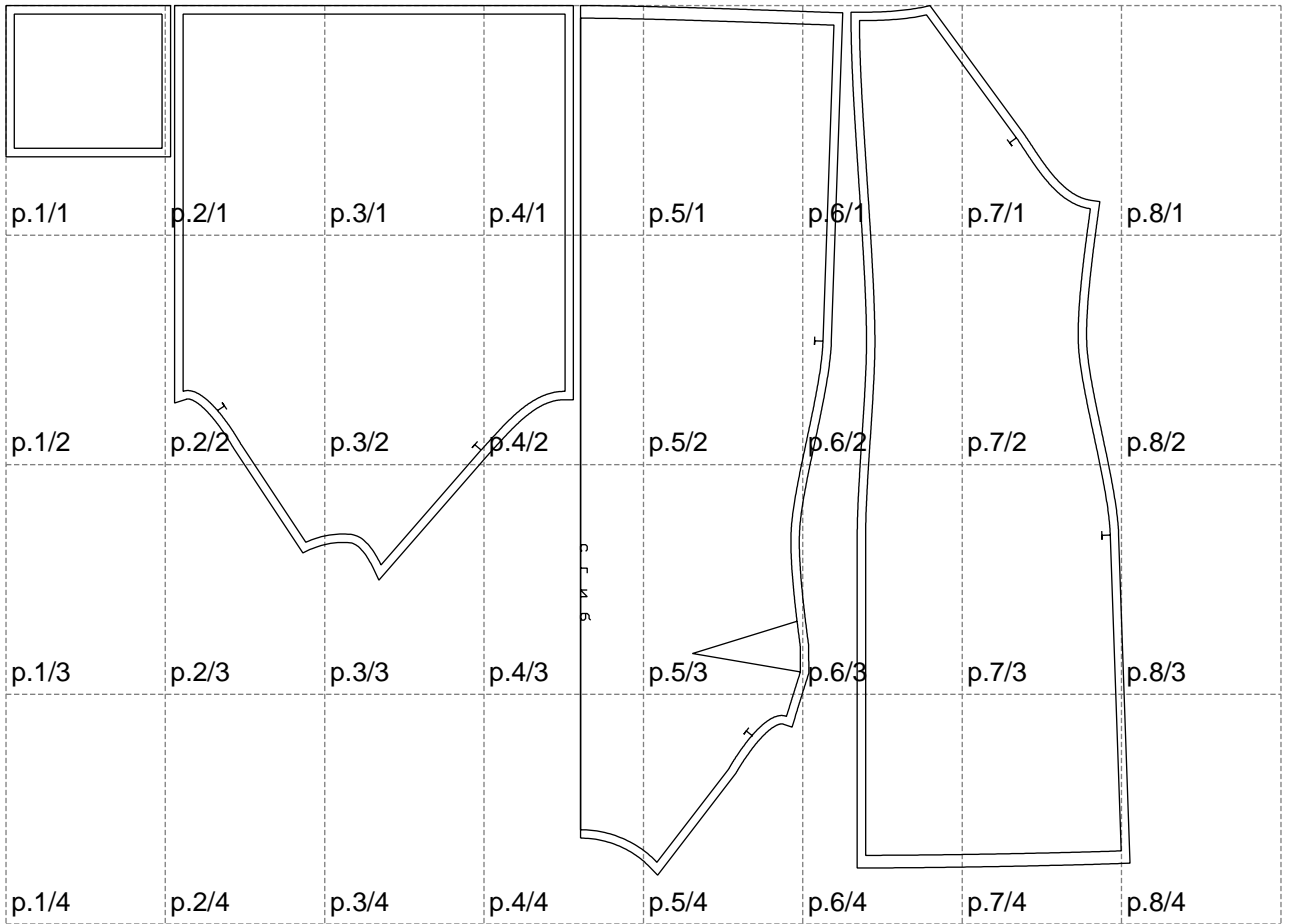 p.1/1 p.2/1 p.3/1 p.4/1 p.5/1 p.6/1 p.7/1 p.8/1
p.1/2 p.2/2 p.3/2 p.4/2 p.5/2 p.6/2 p.7/2 p.8/2
сгиб
p.1/3 p.2/3 p.3/3 p.4/3 p.5/3 p.6/3 p.7/3 p.8/3
p.1/4 p.2/4 p.3/4 p.4/4 p.5/4 p.6/4 p.7/4 p.8/4